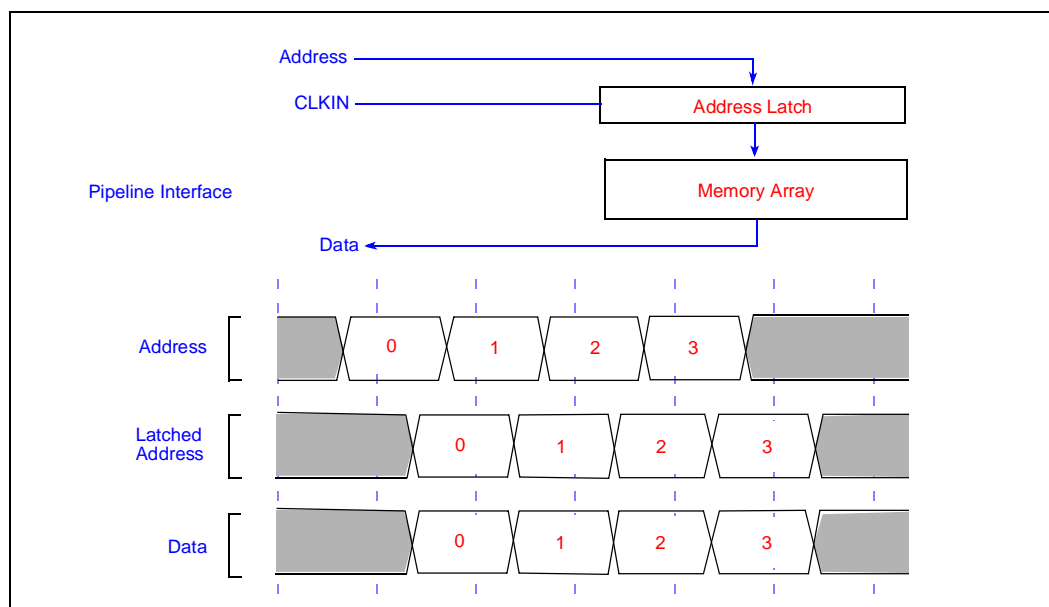 Address
CLKIN
Address Latch
Pipeline Interface
Memory Array
Data
Address
0 1 2 3
Latched
Address
0 1 2 3
Data
0 1 2 3